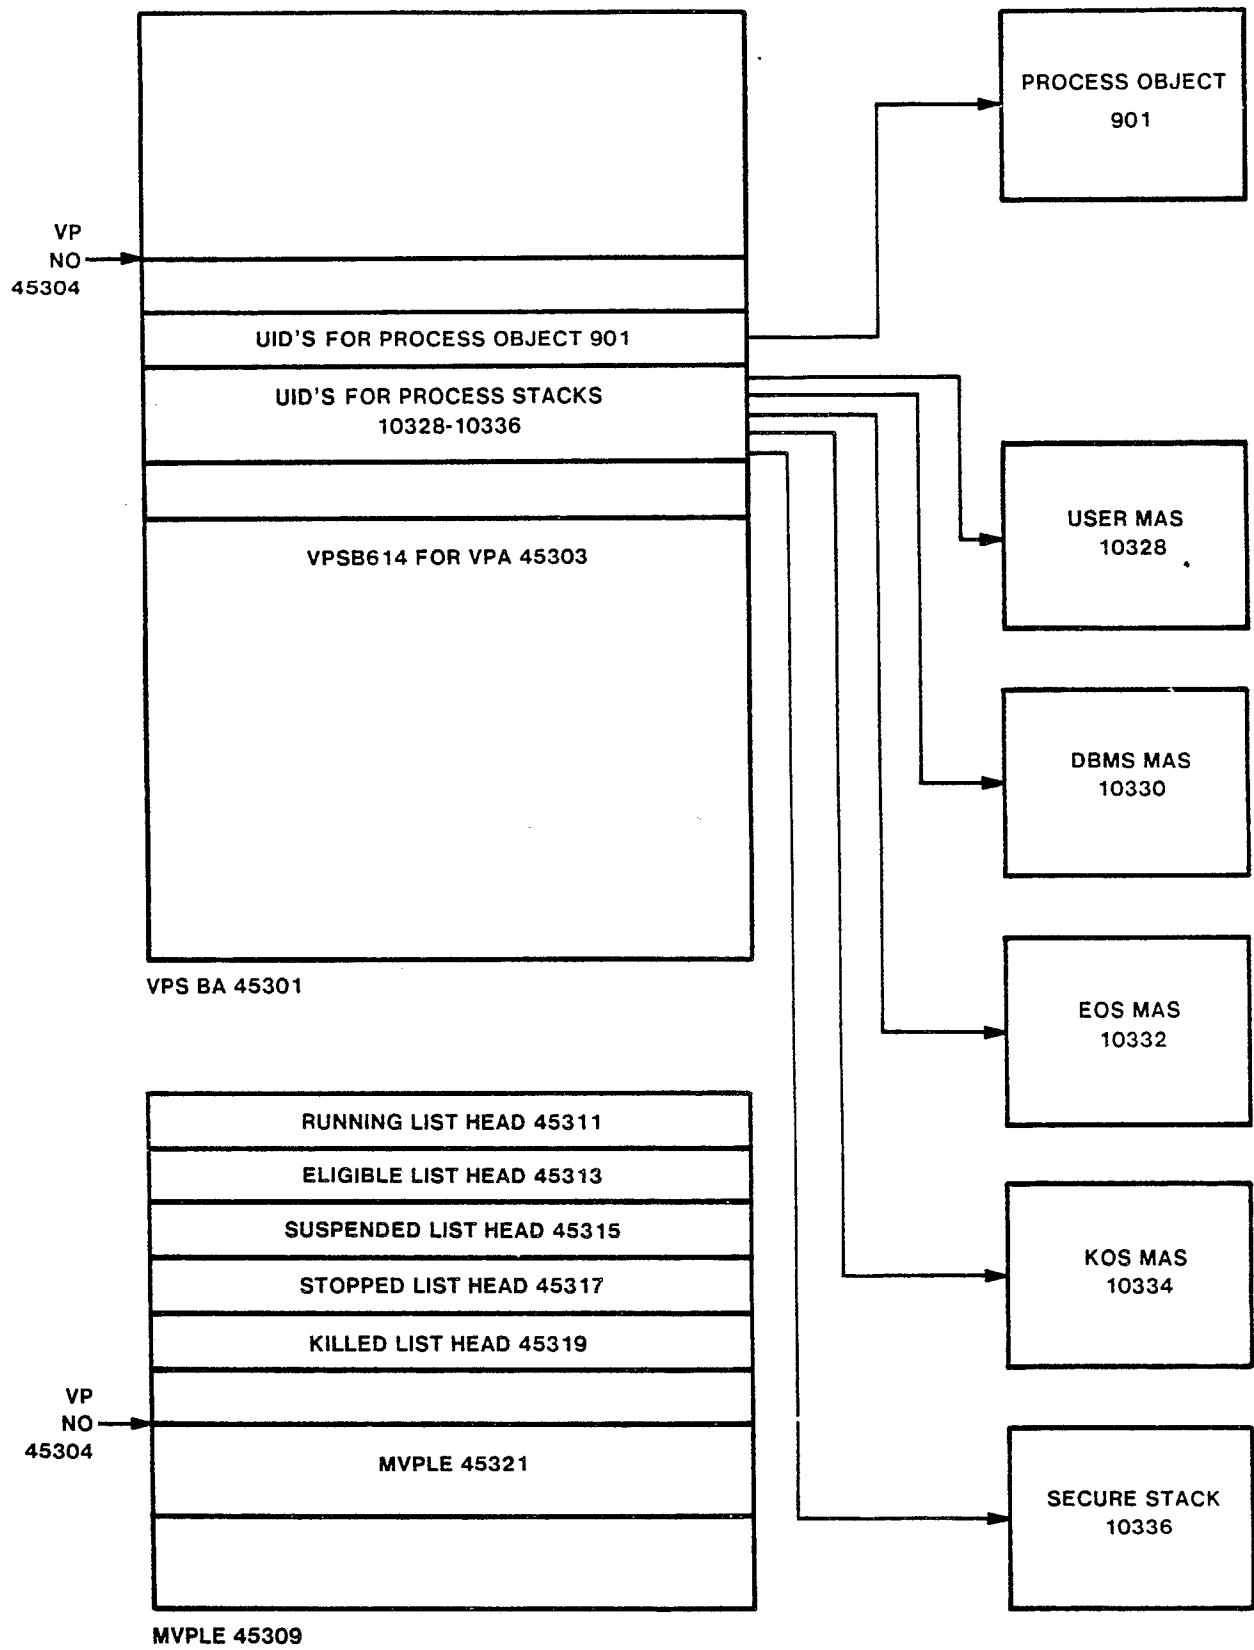 PROCESS OBJECT
901
VP
NO
45304
UID'S FOR PROCESS OBJECT 901
UID'S FOR PROCESS STACKS
10328-10336
VPSB614 FOR VPA 45303
USER MAS
10328
DBMS MAS
10330
EOS MAS
10332
KOS MAS
10334
SECURE STACK
10336
VPS BA 45301
RUNNING LIST HEAD 45311
ELIGIBLE LIST HEAD 45313
SUSPENDED LIST HEAD 45315
STOPPED LIST HEAD 45317
KILLED LIST HEAD 45319
VP
NO
45304
MVPLE 45321
MVPLE 45309